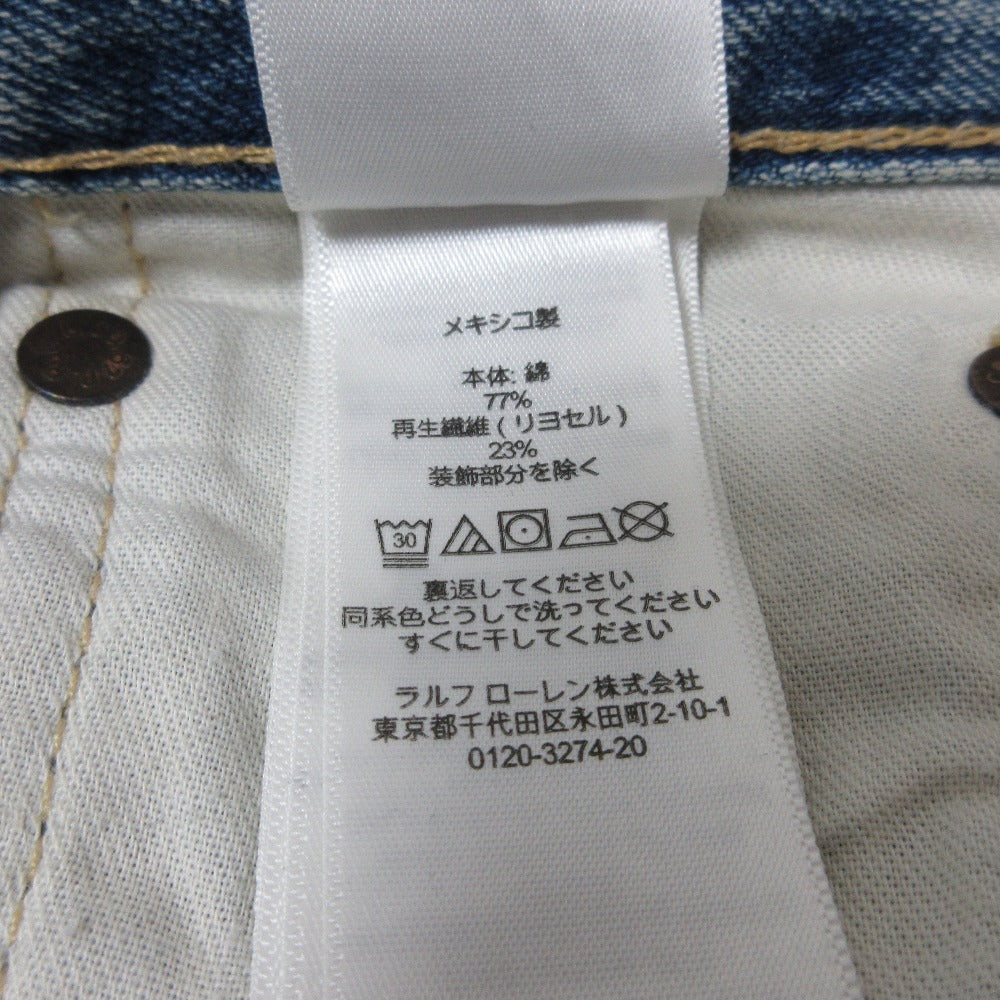 メキシコ製
本体: 綿
77%
再生繊維 ( リヨセル )
23%
装飾部分を除く
30
裏返してください
同系色どうしで洗ってください
すぐに干してください
ラルフ ローレン株式会社
東京都千代田区永田町2-10-1
0120-3274-20